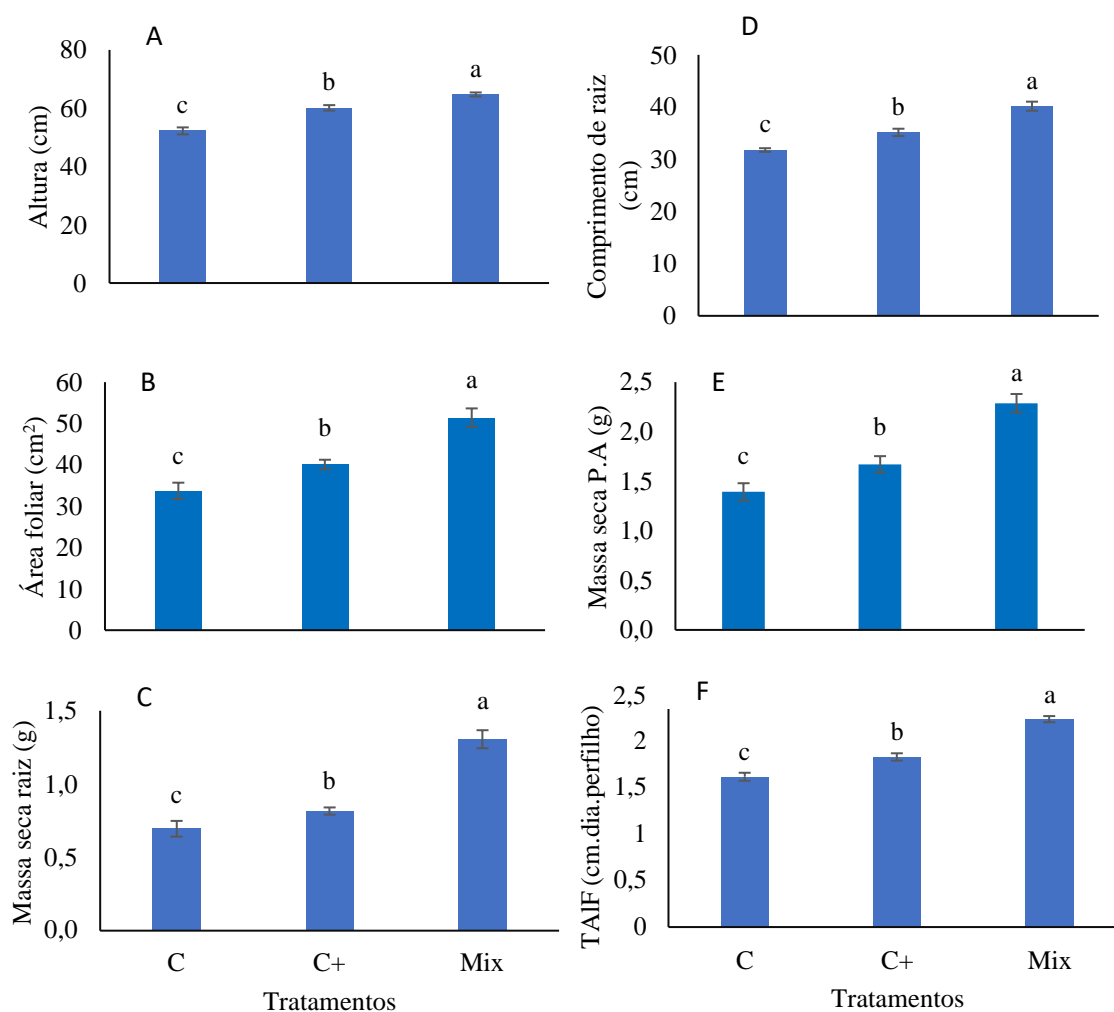 A
Altura (cm)
80
60
40
20
0
c
b
a
D
Comprimento de raiz
(cm)
50
40
30
20
10
0
c
b
a
B
Área foliar (cm²)
60
50
40
30
20
10
0
c
b
a
E
Massa seca P.A (g)
2,5
2,0
1,5
1,0
0,5
0,0
c
b
a
C
Massa seca raiz (g)
1,5
1,0
0,5
0,0
c
b
a
C
C+
Mix
Tratamentos
F
TAlF (cm.dia.perfilho)
2,5
2
1,5
1
0,5
0
c
b
a
C
C+
Mix
Tratamentos